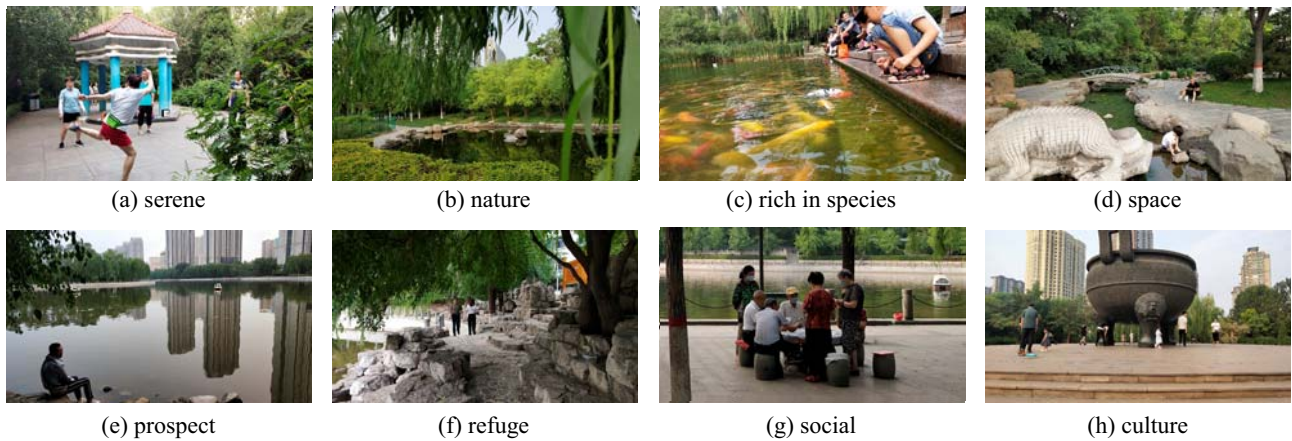 (a) serene
(b) nature
(c) rich in species
(d) space
(e) prospect
(f) refuge
(g) social
(h) culture